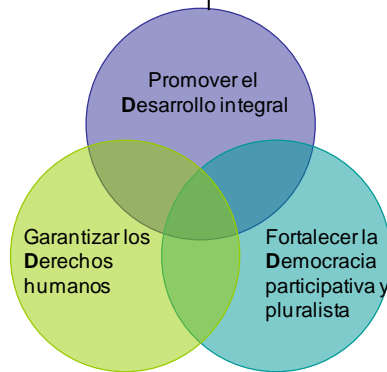 Promover el
Desarrollo integral
Garantizar los
Derechos
humanos
Fortalecer la
Democracia
participativa y
pluralista